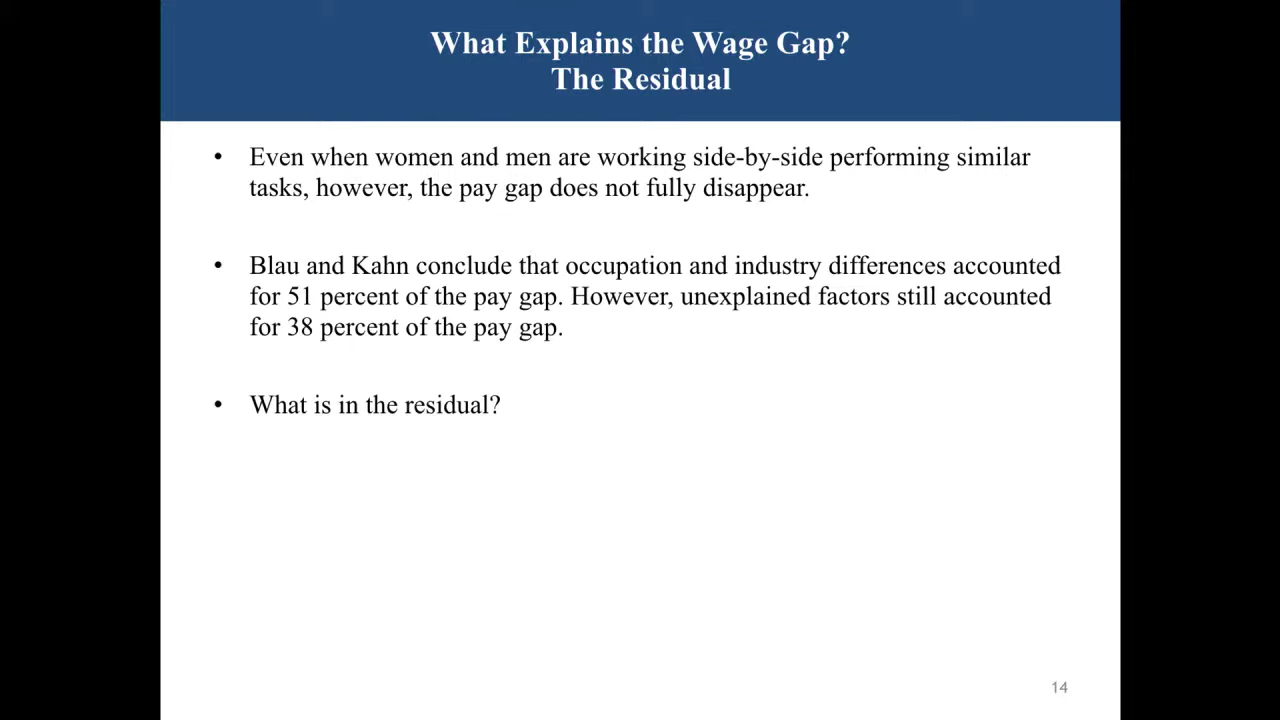 What Explains the Wage Gap?
The Residual
• Even when women and men are working side-by-side performing similar
tasks, however, the pay gap does not fully disappear.
• Blau and Kahn conclude that occupation and industry differences accounted
for 51 percent of the pay gap. However, unexplained factors still accounted
for 38 percent of the pay gap.
• What is in the residual?
14